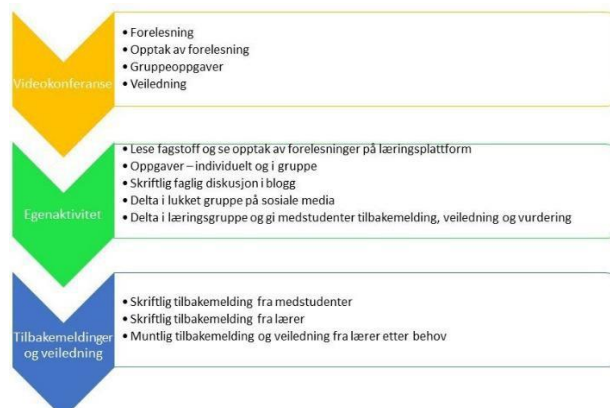 Videokonferanse
• Forelesning
• Opptak av forelesning
• Gruppeoppgaver
• Veiledning
Egenaktivitet
• Lese fagstoff og se opptak av forelesninger på læringsplattform
• Oppgaver – individuelt og i gruppe
• Skriftlig faglig diskusjon i blogg
• Delta i lukket gruppe på sosiale media
• Delta i læringsgruppe og gi medstudenter tilbakemelding, veiledning og vurdering
Tilbakemeldinger
og veiledning
• Skriftlig tilbakemelding fra medstudenter
• Skriftlig tilbakemelding fra lærer
• Muntlig tilbakemelding og veiledning fra lærer etter behov